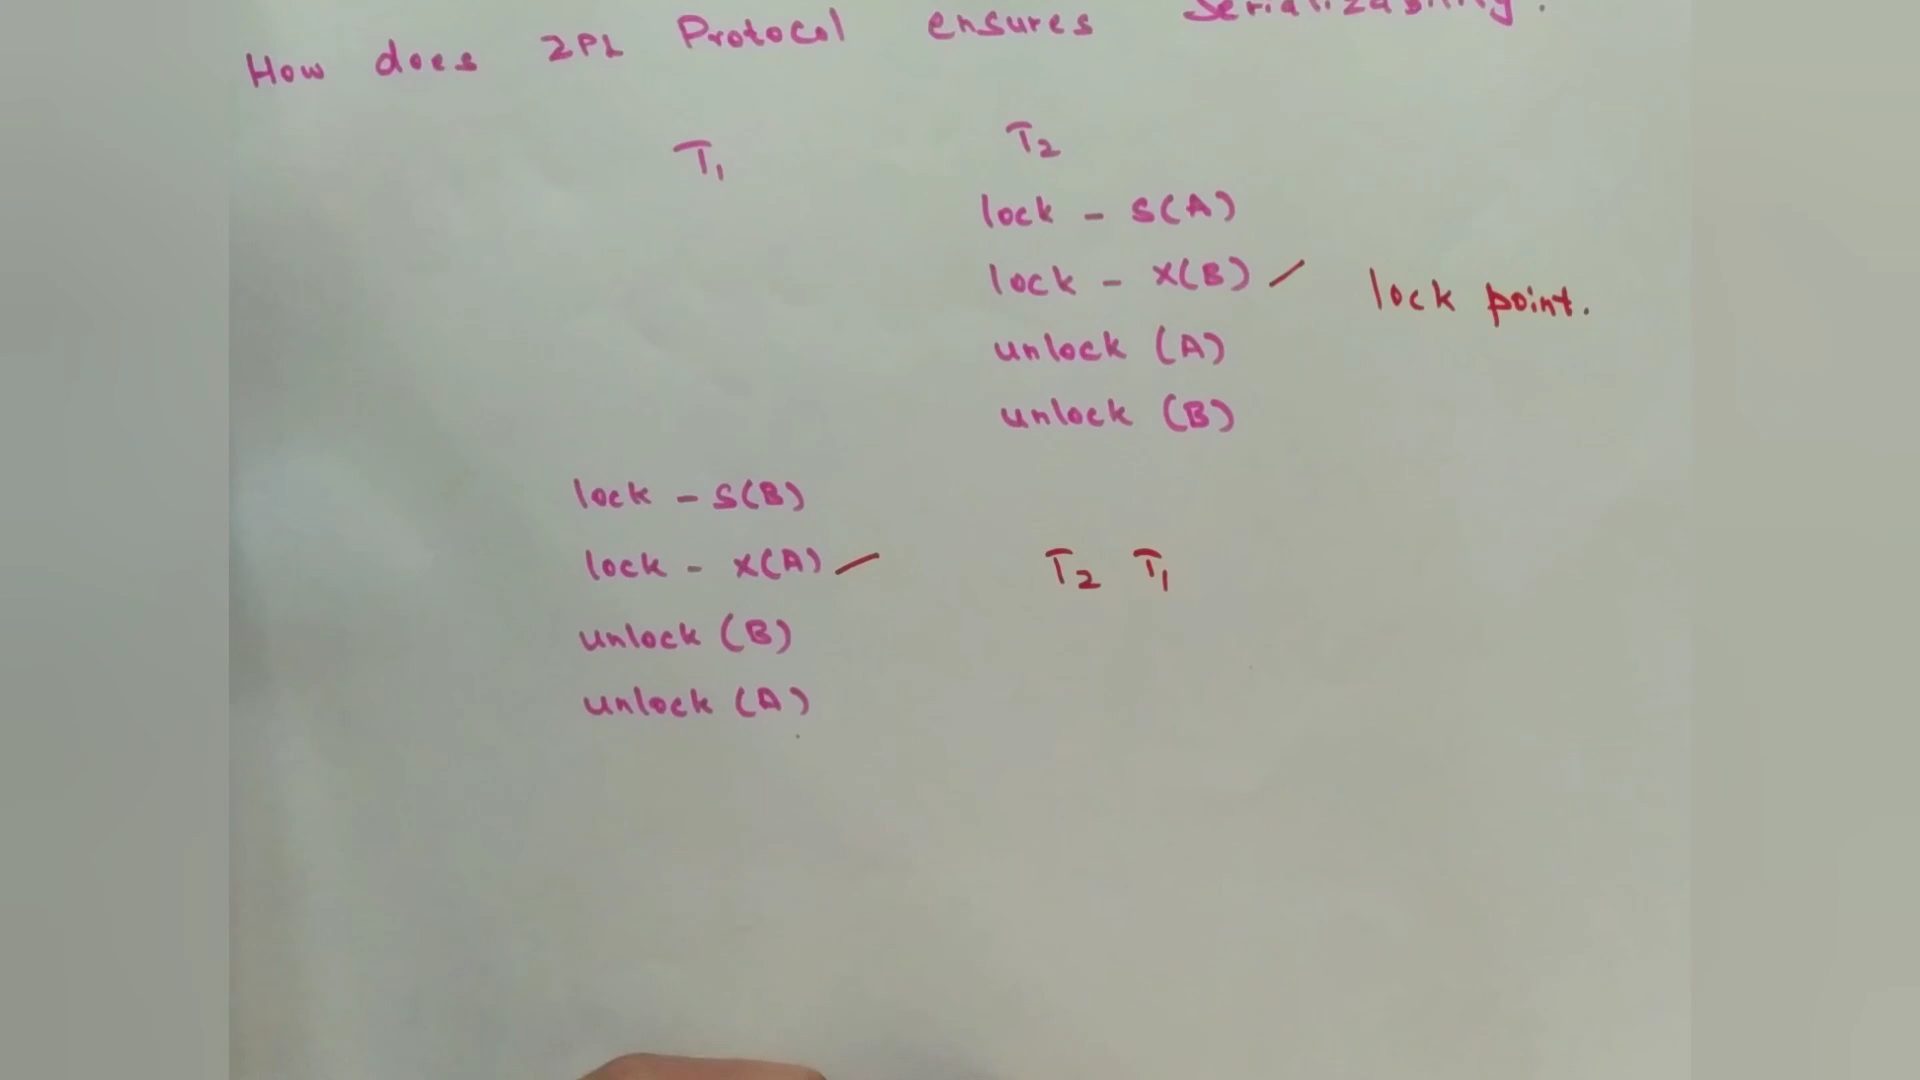 How does 2PL Protocol ensures Serializability.
T1 T2
lock - S(A)
lock - X(B) lock point.
unlock (A)
unlock (B)
lock - S(B)
lock - X(A) T2 T1
unlock (B)
unlock (A)